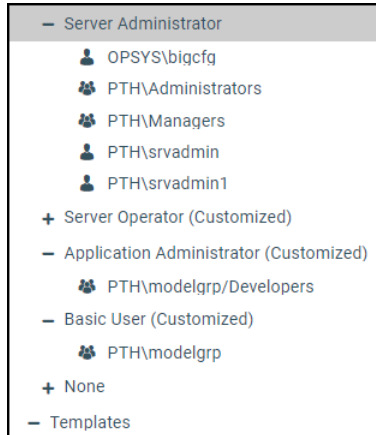 Server Administrator
OPSYS\bigcfg
PTH\Administrators
PTH\Managers
PTH\srvadmin
PTH\srvadmin1
Server Operator (Customized)
Application Administrator (Customized)
PTH\modelgrp/Developers
Basic User (Customized)
PTH\modelgrp
None
Templates